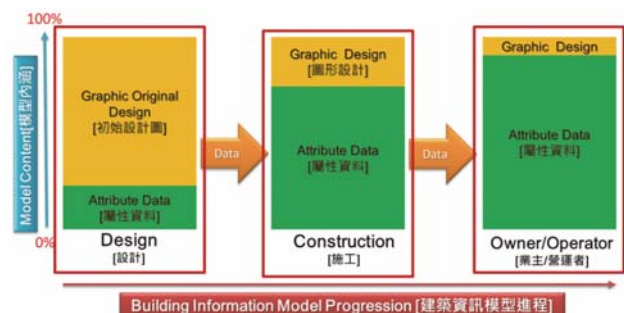 100%
Model Content[模型內涵]
0%
Graphic Original
Design
[初始設計圖]
Attribute Data
[屬性資料]
Design
[設計]
Data
Graphic Design
[圖形設計]
Attribute Data
[屬性資料]
Construction
[施工]
Data
Graphic Design
Attribute Data
[屬性資料]
Owner/Operator
[業主/營運者]
Building Information Model Progression [建築資訊模型進程]